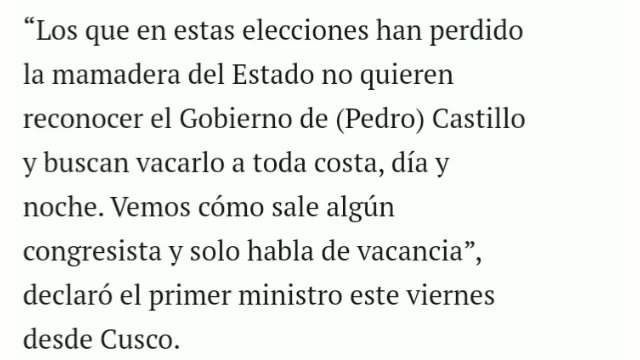 “Los que en estas elecciones han perdido
la mamadera del Estado no quieren
reconocer el Gobierno de (Pedro) Castillo
y buscan vacarlo a toda costa, día y
noche. Vemos cómo sale algún
congresista y solo habla de vacancia”,
declaró el primer ministro este viernes
desde Cusco.